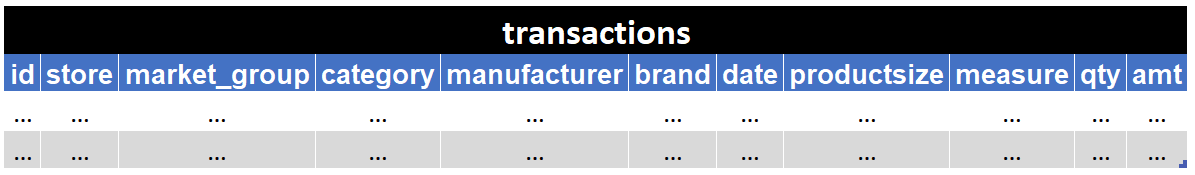 transactions
id store market_group category manufacturer brand date productsize measure qty amt
... ... ... ... ... ... ... ... ... ... ...
... ... ... ... ... ... ... ... ... ... ...